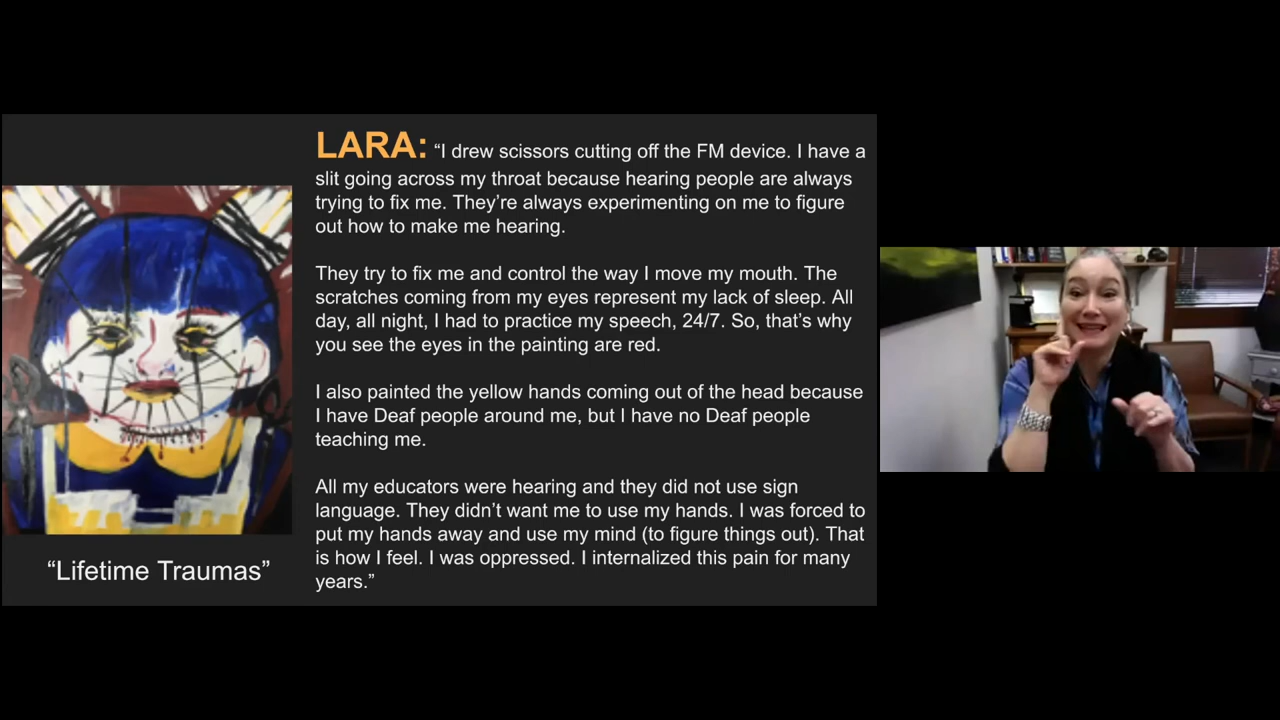 LARA: “I drew scissors cutting off the FM device. I have a
slit going across my throat because hearing people are always
trying to fix me. They’re always experimenting on me to figure
out how to make me hearing.
They try to fix me and control the way I move my mouth. The
scratches coming from my eyes represent my lack of sleep. All
day, all night, I had to practice my speech, 24/7. So, that’s why
you see the eyes in the painting are red.
I also painted the yellow hands coming out of the head because
I have Deaf people around me, but I have no Deaf people
teaching me.
All my educators were hearing and they did not use sign
language. They didn’t want me to use my hands. I was forced to
put my hands away and use my mind (to figure things out). That
is how I feel. I was oppressed. I internalized this pain for many
years.”
“Lifetime Traumas”